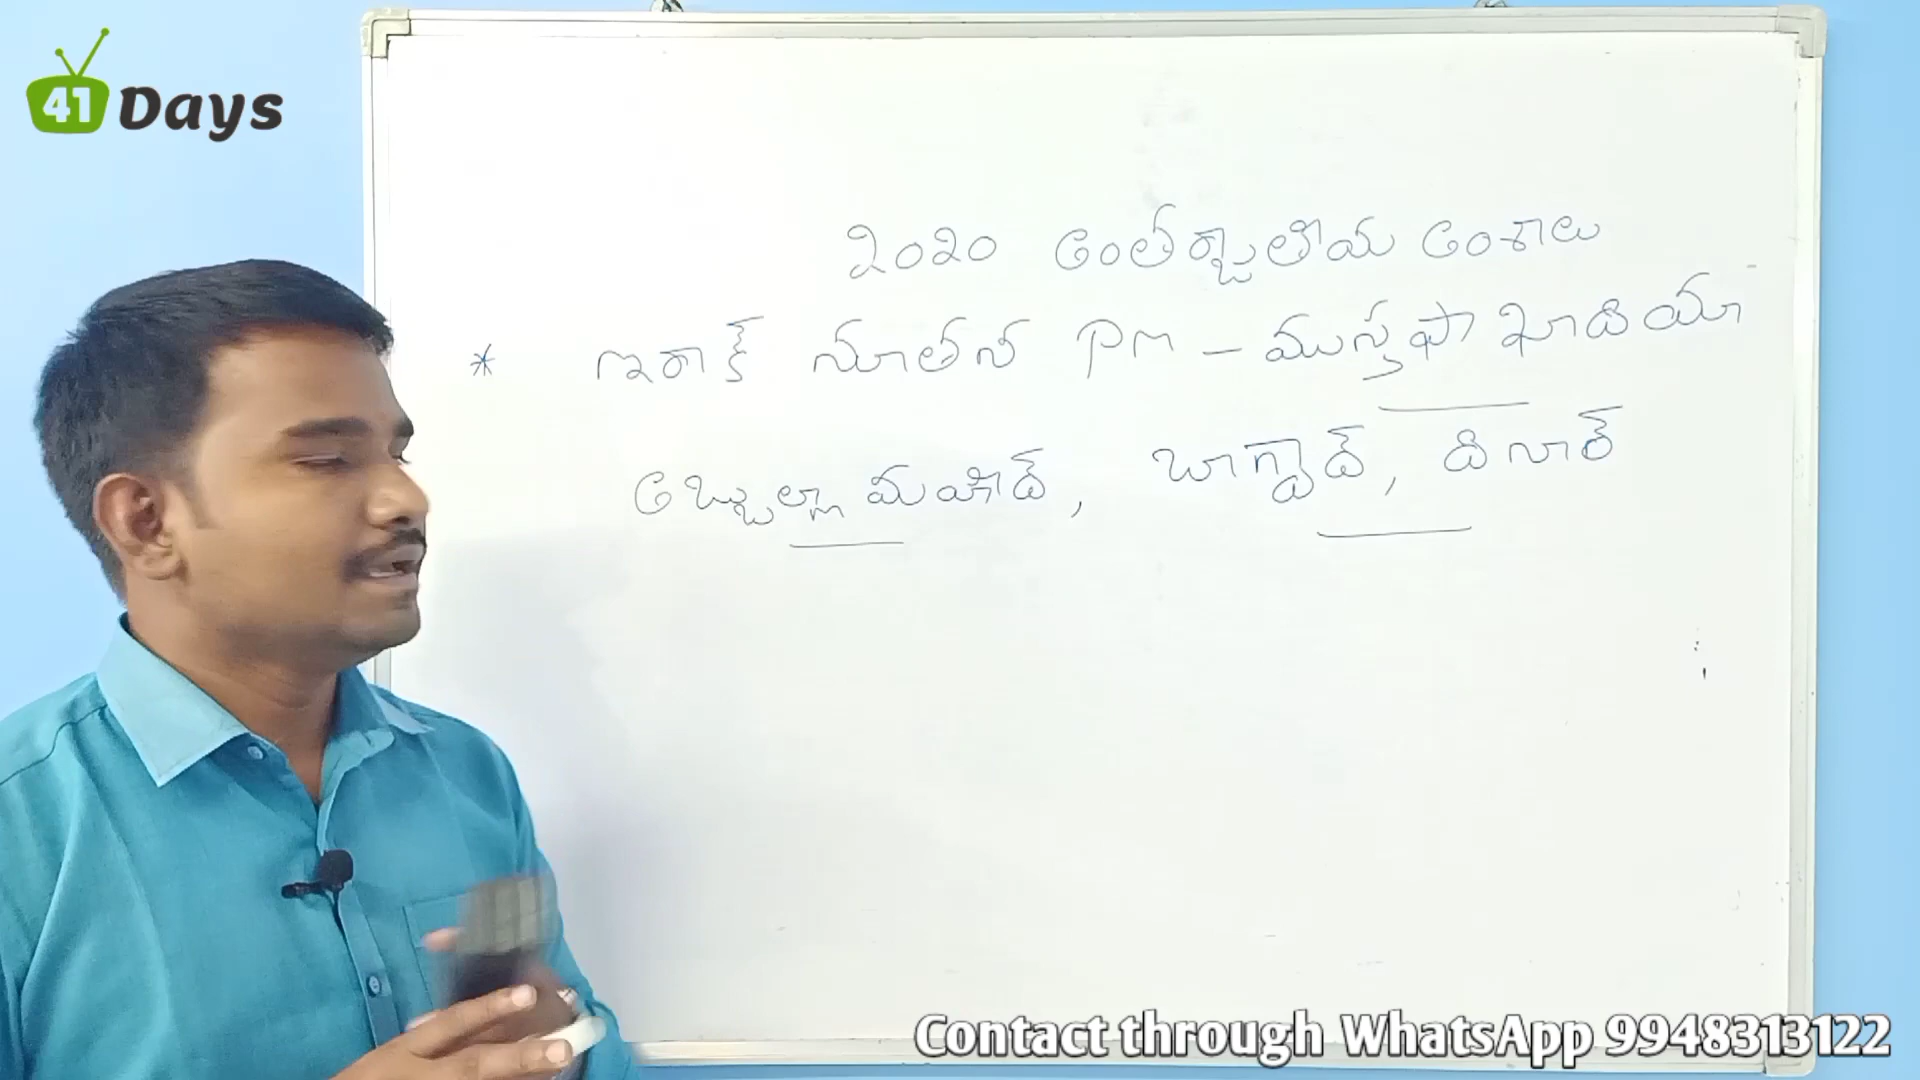 41 Days
2020 అంతర్జాతీయ అంశాలు
* ఇరాక్ నూతన PM - ముస్తఫా ఖాదిమా
అబ్బుల్లా మహిద్, బాగ్దాద్, దినార్
Contact through WhatsApp 9948313122